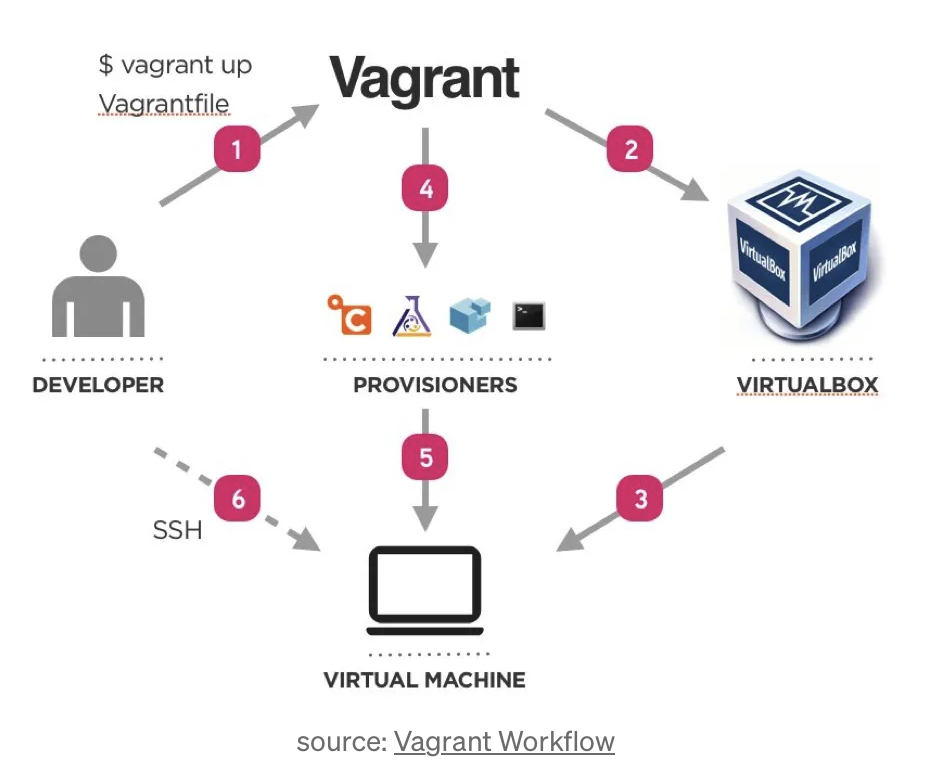 $ vagrant up
Vagrantfile
Vagrant
1
2
4
VirtualBox
VirtualBox
C
>_
DEVELOPER
PROVISIONERS
VIRTUALBOX
5
6
3
SSH
VIRTUAL MACHINE
source: Vagrant Workflow